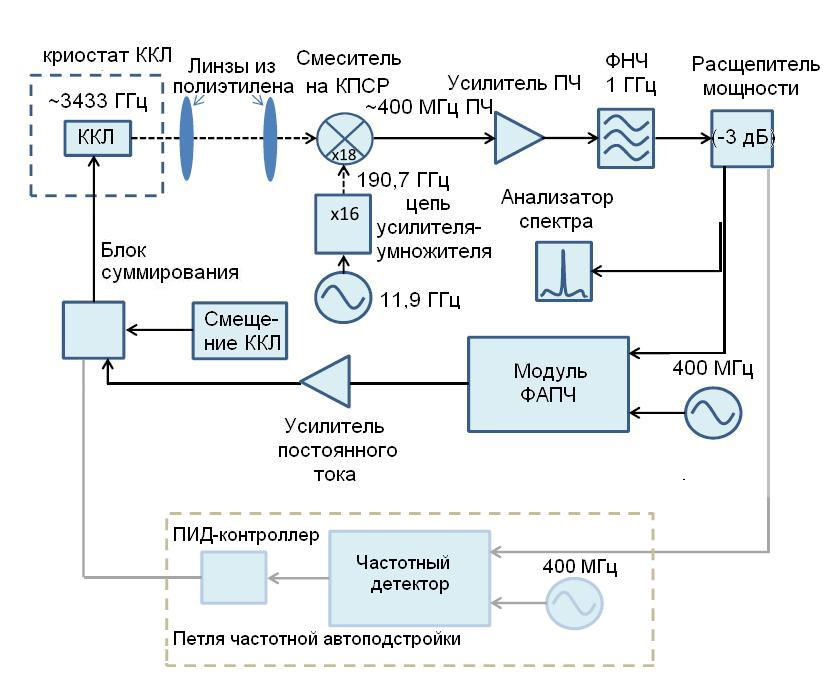 криостат ККЛ
~3433 ГГц
ККЛ
Линзы из
полиэтилена
Смеситель
на КПСР
x18
~400 МГц ПЧ
Усилитель ПЧ
ФНЧ
1 ГГц
Расщепитель
мощности
(-3 дБ)
190,7 ГГц
цепь
усилителя-
умножителя
x16
11,9 ГГц
Анализатор
спектра
Блок
суммирования
Смеще-
ние ККЛ
Усилитель
постоянного
тока
Модуль
ФАПЧ
400 МГц
ПИД-контроллер
Частотный
детектор
400 МГц
Петля частотной автоподстройки